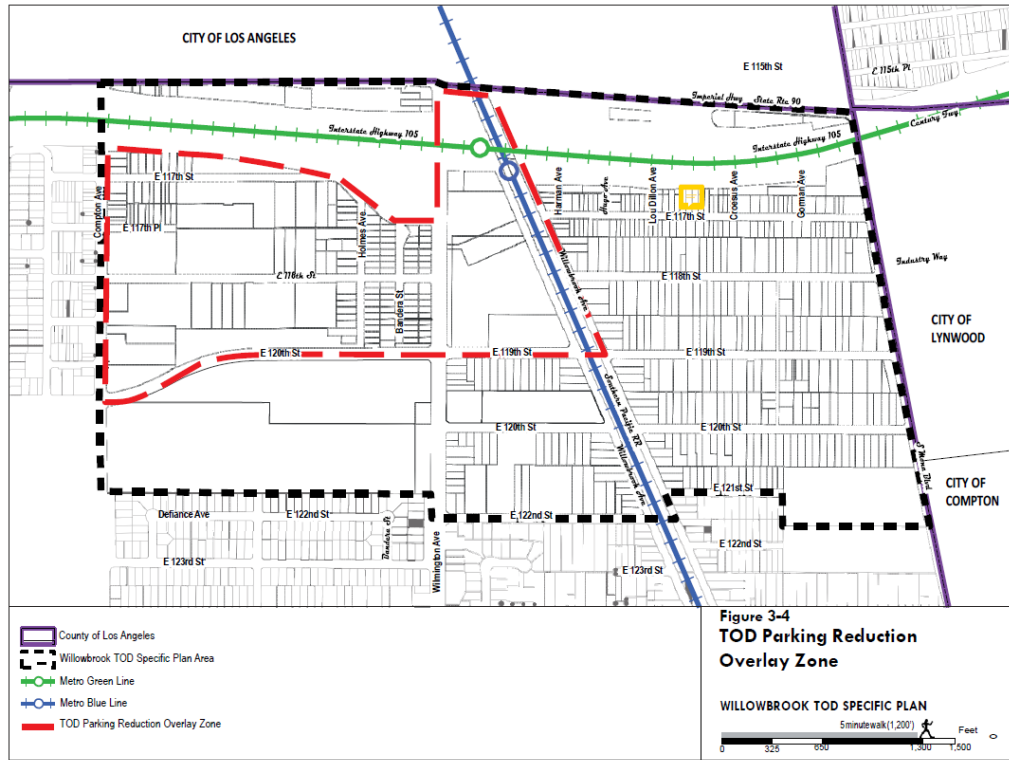 CITY OF LOS ANGELES
E 115th St
E 115th Pl
Imperial Hwy State Rte 90
Interstate Highway 105
Interstate Highway 105
Century Fwy
E 117th St
Compton Ave
E 117th Pl
Holmes Ave
Harman Ave
Lou Dillon Ave
E 117th St
Croesus Ave
Gorman Ave
E 118th St
Bandera St
Willowbrook Ave
E 118th St
Industry Way
CITY OF
LYNWOOD
E 120th St
E 119th St
E 119th St
Southern Pacific RR
Willowbrook Ave
E 120th St
E 120th St
S Mona Blvd
CITY OF
COMPTON
E 121st St
Defiance Ave
E 122nd St
E 122nd St
E 122nd St
Bandera St
Wilmington Ave
E 123rd St
E 123rd St
County of Los Angeles
Willowbrook TOD Specific Plan Area
Metro Green Line
Metro Blue Line
TOD Parking Reduction Overlay Zone
Figure 3-4
TOD Parking Reduction
Overlay Zone
WILLOWBROOK TOD SPECIFIC PLAN
5 minute walk (1,200')
Feet
0 325 650 1,300 1,500